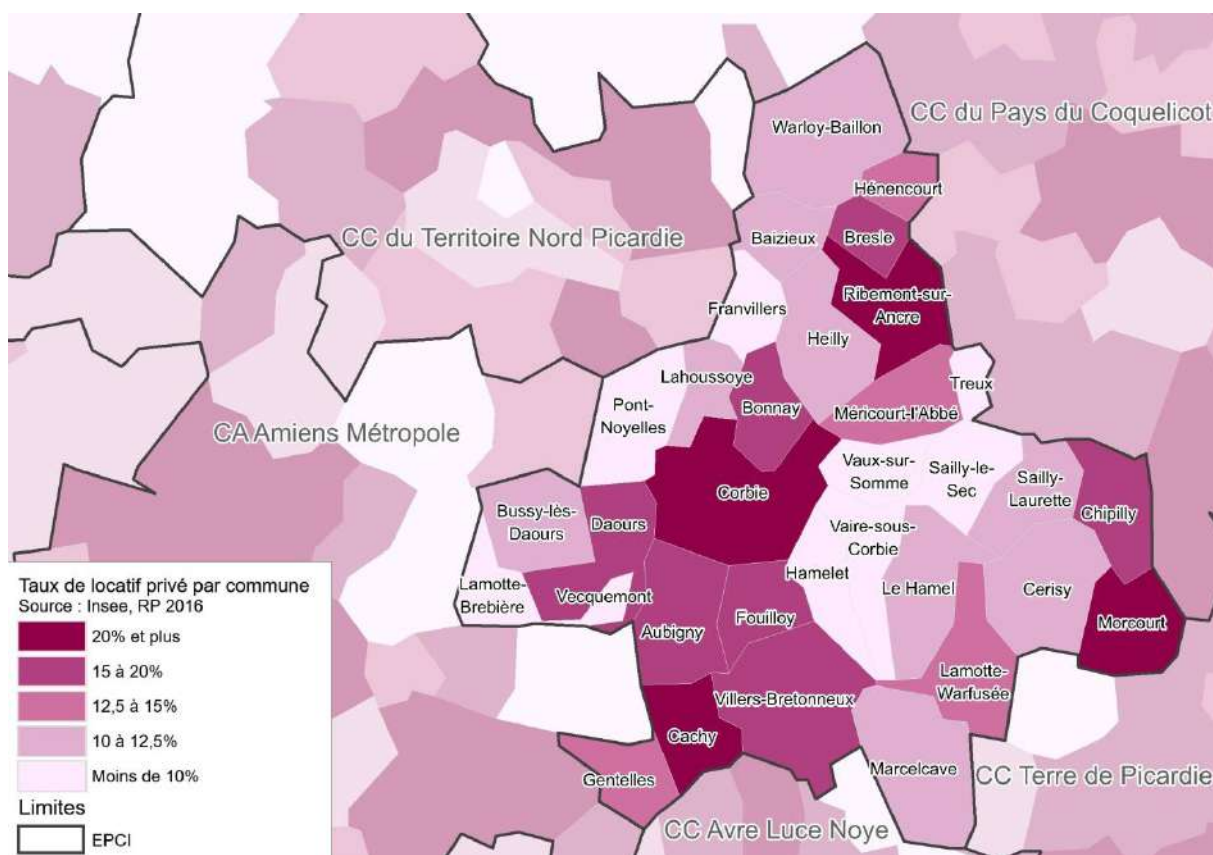 CC du Pays du Coquelicot
Warloy-Baillon
Hénencourt
CC du Territoire Nord Picardie
Baizieux
Bresle
Franvillers
Ribemont-sur-
Ancre
Heilly
Lahoussoye
Treux
Pont-
Noyelles
Bonnay
Méricourt-l'Abbé
CA Amiens Métropole
Vaux-sur-
Somme
Sailly-le-
Sec
Sailly-
Laurette
Corbie
Chipilly
Bussy-lès-
Daours
Daours
Vaire-sous-
Corbie
Hamelet
Le Hamel
Cerisy
Lamotte-
Brebière
Vecquemont
Aubigny
Fouilloy
Morcourt
Lamotte-
Warfusée
Villers-Bretonneux
Cachy
Marcelcave
Gentelles
CC Terre de Picardie
CC Avre Luce Noye
Taux de locatif privé par commune
Source : Insee, RP 2016
20% et plus
15 à 20%
12,5 à 15%
10 à 12,5%
Moins de 10%
Limites
EPCI